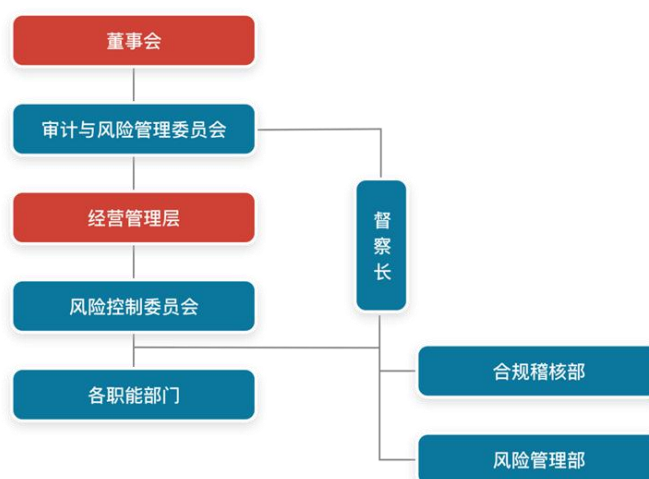 董事会
审计与风险管理委员会
经营管理层
督察长
风险控制委员会
各职能部门
合规稽核部
风险管理部